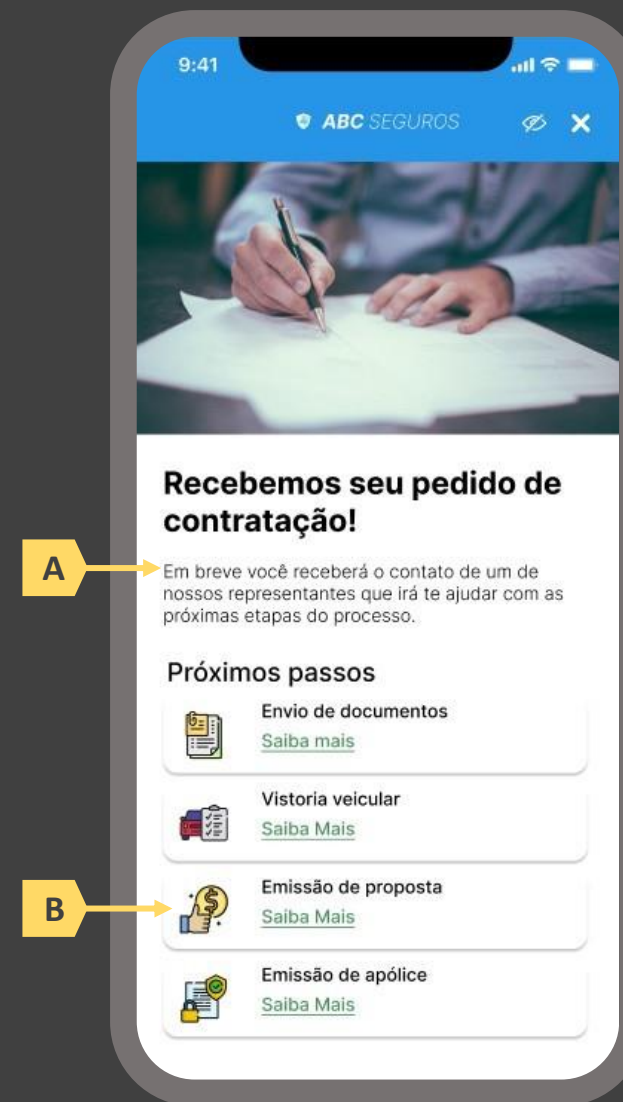 9:41
ABC SEGUROS
Recebemos seu pedido de
contratação!
A
Em breve você receberá o contato de um de
nossos representantes que irá te ajudar com as
próximas etapas do processo.
Próximos passos
Envio de documentos
Saiba mais
Vistoria veicular
Saiba Mais
B
Emissão de proposta
Saiba Mais
Emissão de apólice
Saiba Mais